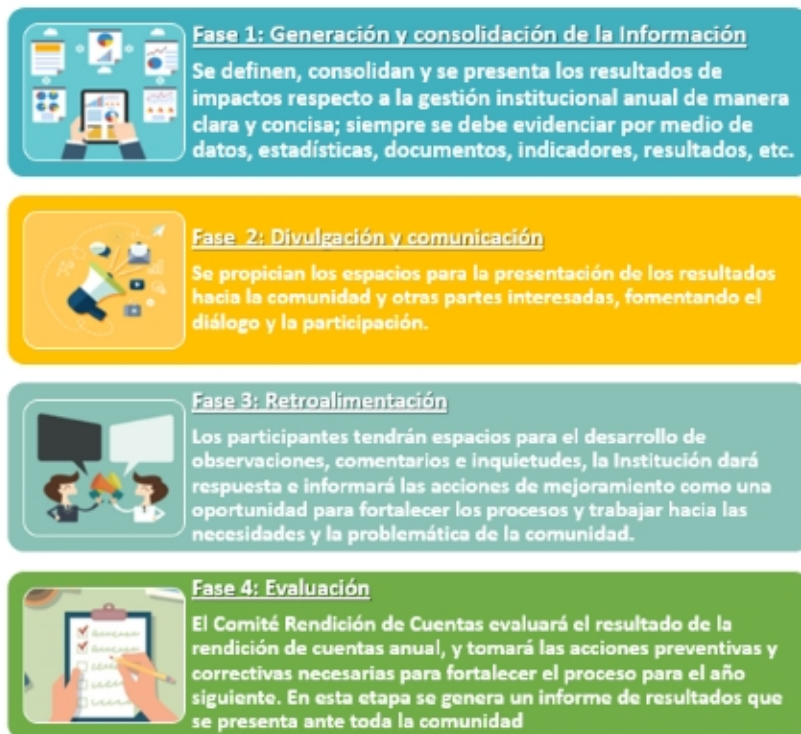 Fase 1: Generación y consolidación de la Información
Se definen, consolidan y se presenta los resultados de
impactos respecto a la gestión institucional anual de manera
clara y concisa; siempre se debe evidenciar por medio de
datos, estadísticas, documentos, indicadores, resultados, etc.
Fase 2: Divulgación y comunicación
Se propician los espacios para la presentación de los resultados
hacia la comunidad y otras partes interesadas, fomentando el
diálogo y la participación.
Fase 3: Retroalimentación
Los participantes tendrán espacios para el desarrollo de
observaciones, comentarios e inquietudes, la Institución dará
respuesta e informará las acciones de mejoramiento como una
oportunidad para fortalecer los procesos y trabajar hacia las
necesidades y la problemática de la comunidad.
Fase 4: Evaluación
El Comité Rendición de Cuentas evaluará el resultado de la
rendición de cuentas anual, y tomará las acciones preventivas y
correctivas necesarias para fortalecer el proceso para el año
siguiente. En esta etapa se genera un informe de resultados que
se presenta ante toda la comunidad